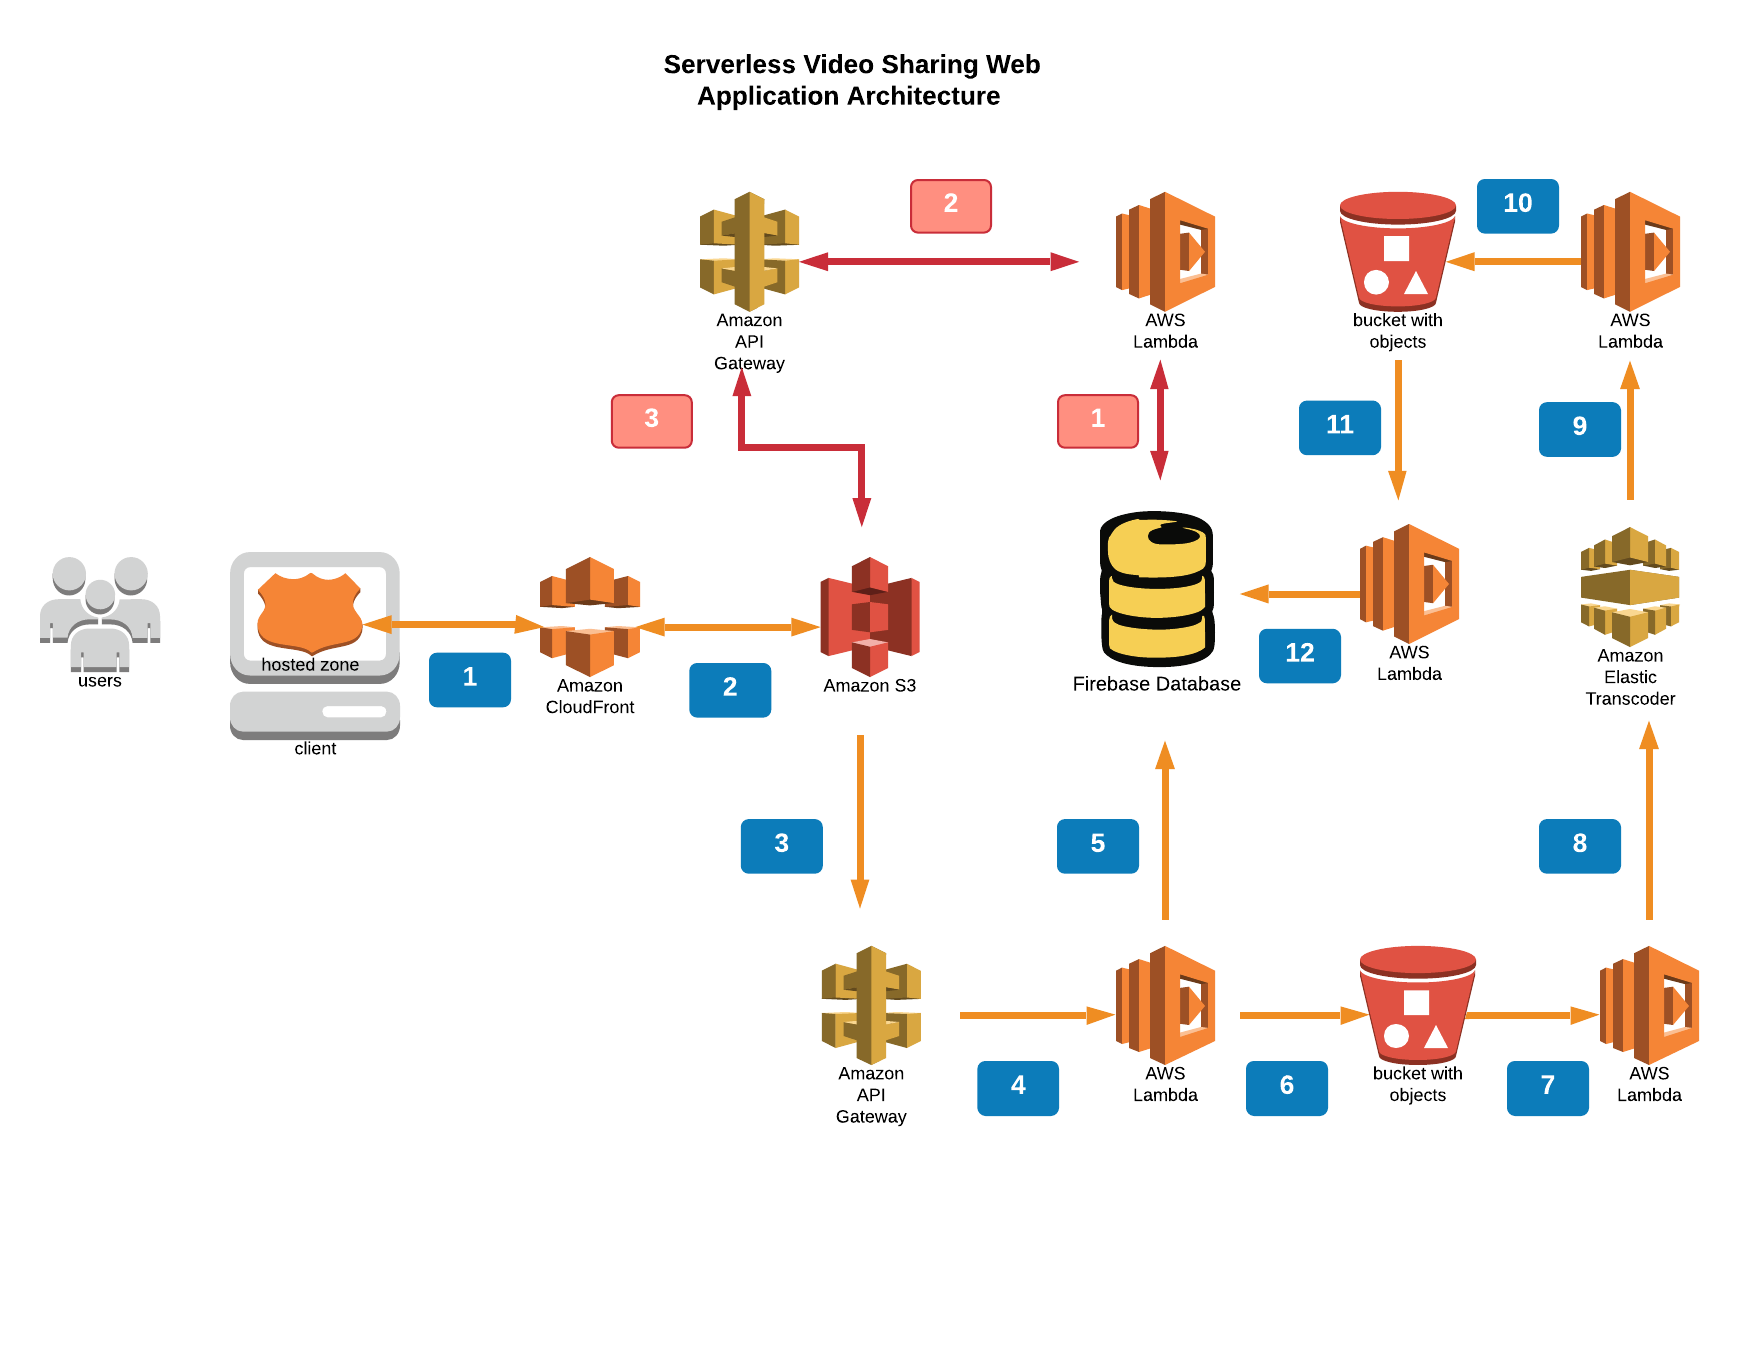 Serverless Video Sharing Web
Application Architecture
2
10
Amazon
API
Gateway
AWS
Lambda
bucket with
objects
AWS
Lambda
3
1
11
9
hosted zone
users
client
1
Amazon
CloudFront
2
Amazon S3
Firebase Database
12
AWS
Lambda
Amazon
Elastic
Transcoder
3
5
8
Amazon
API
Gateway
4
AWS
Lambda
6
bucket with
objects
7
AWS
Lambda